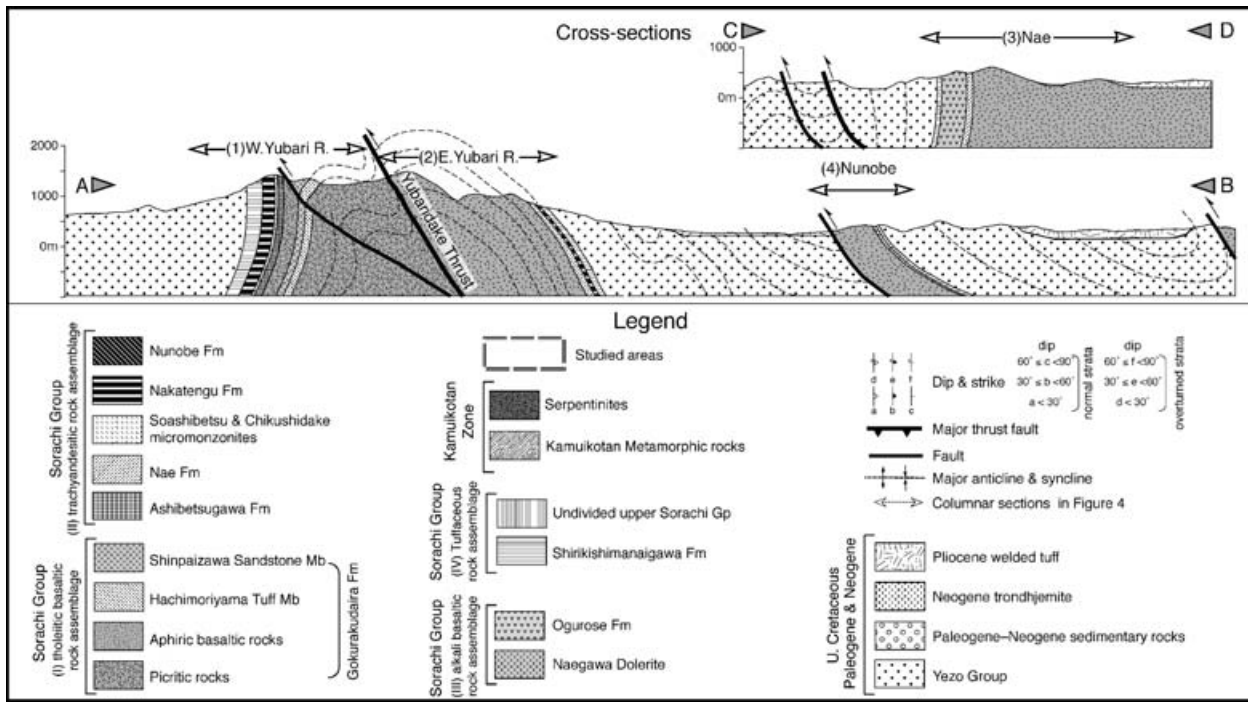 Cross-sections
C
(3)Nae
D
1000
0m
2000
(1)W.Yubari R.
(2)E.Yubari R.
(4)Nunobe
A
B
1000
0m
Yubaridake Thrust
Legend
Sorachi Group
(II) trachyandesitic rock assemblage
Nunobe Fm
Nakatengu Fm
Soashibetsu & Chikushidake
micromonzonites
Nae Fm
Ashibetsugawa Fm
Sorachi Group
(I) tholeiitic basaltic
rock assemblage
Shinpaizawa Sandstone Mb
Hachimoriyama Tuff Mb
Aphiric basaltic rocks
Picritic rocks
Gokurakudaira Fm
Studied areas
Kamuikotan
Zone
Serpentinites
Kamuikotan Metamorphic rocks
Sorachi Group
(IV) Tuffaceous
rock assemblage
Undivided upper Sorachi Gp
Shirikishimanaigawa Fm
Sorachi Group
(III) alkali basaltic
rock assemblage
Ogurose Fm
Naegawa Dolerite
d e f
a b c
Dip & strike
dip
60° ≤ c <90°
30° ≤ b <60°
a < 30°
normal strata
dip
60° ≤ f <90°
30° ≤ e <60°
d < 30°
overturned strata
Major thrust fault
Fault
Major anticline & syncline
Columnar sections in Figure 4
U. Cretaceous
Paleogene & Neogene
Pliocene welded tuff
Neogene trondhjemite
Paleogene–Neogene sedimentary rocks
Yezo Group